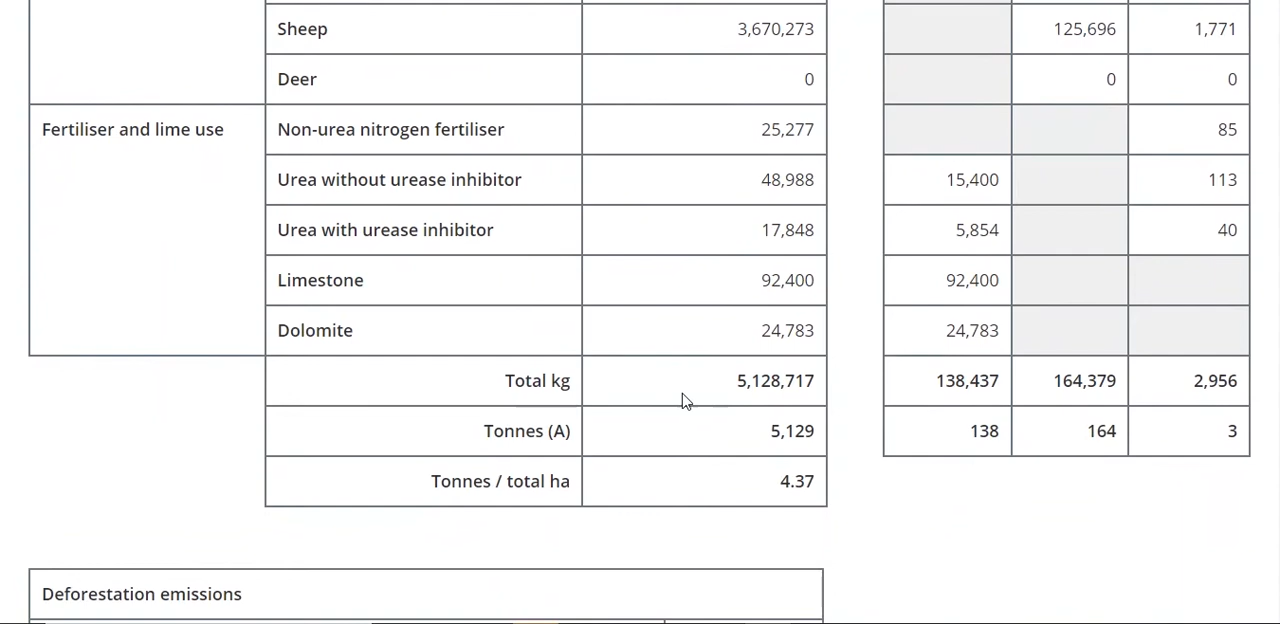 Sheep 3,670,273 125,696 1,771
Deer 0 0 0
Fertiliser and lime use Non-urea nitrogen fertiliser 25,277 85
Urea without urease inhibitor 48,988 15,400 113
Urea with urease inhibitor 17,848 5,854 40
Limestone 92,400 92,400
Dolomite 24,783 24,783
Total kg 5,128,717 138,437 164,379 2,956
Tonnes (A) 5,129 138 164 3
Tonnes / total ha 4.37
Deforestation emissions